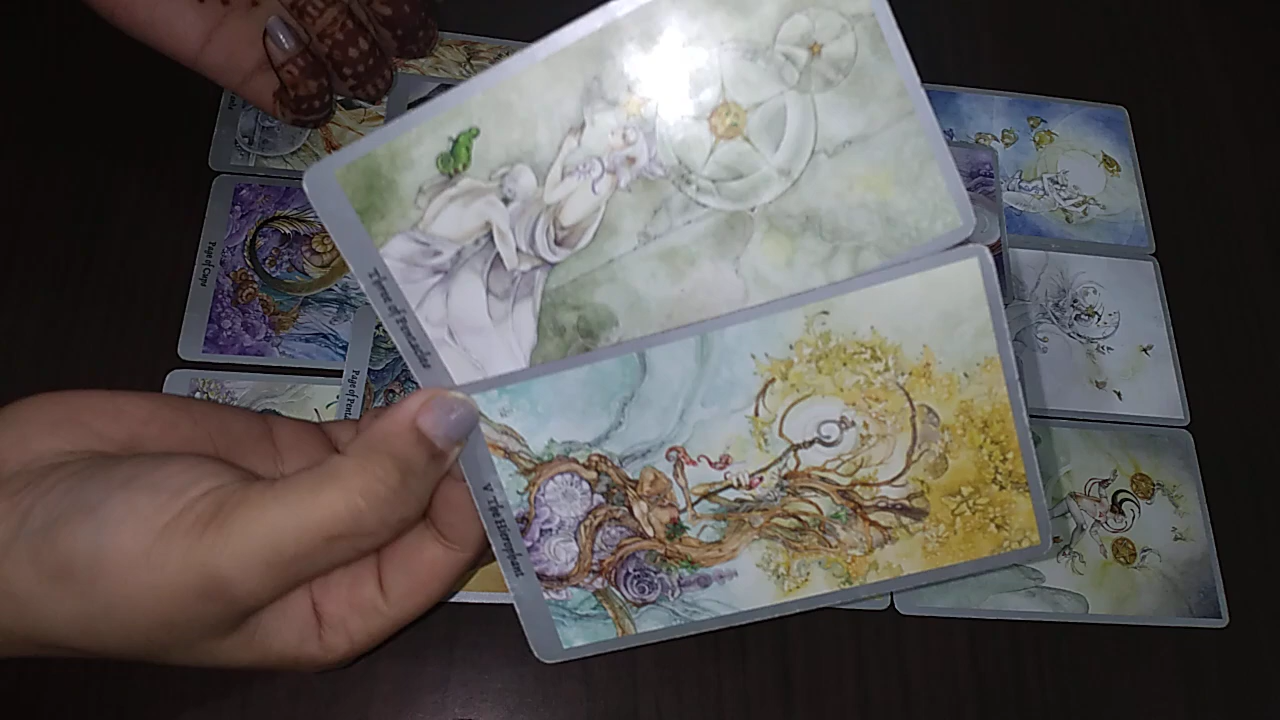 Three of Pentacles
V The Hierophant
Page of Cups